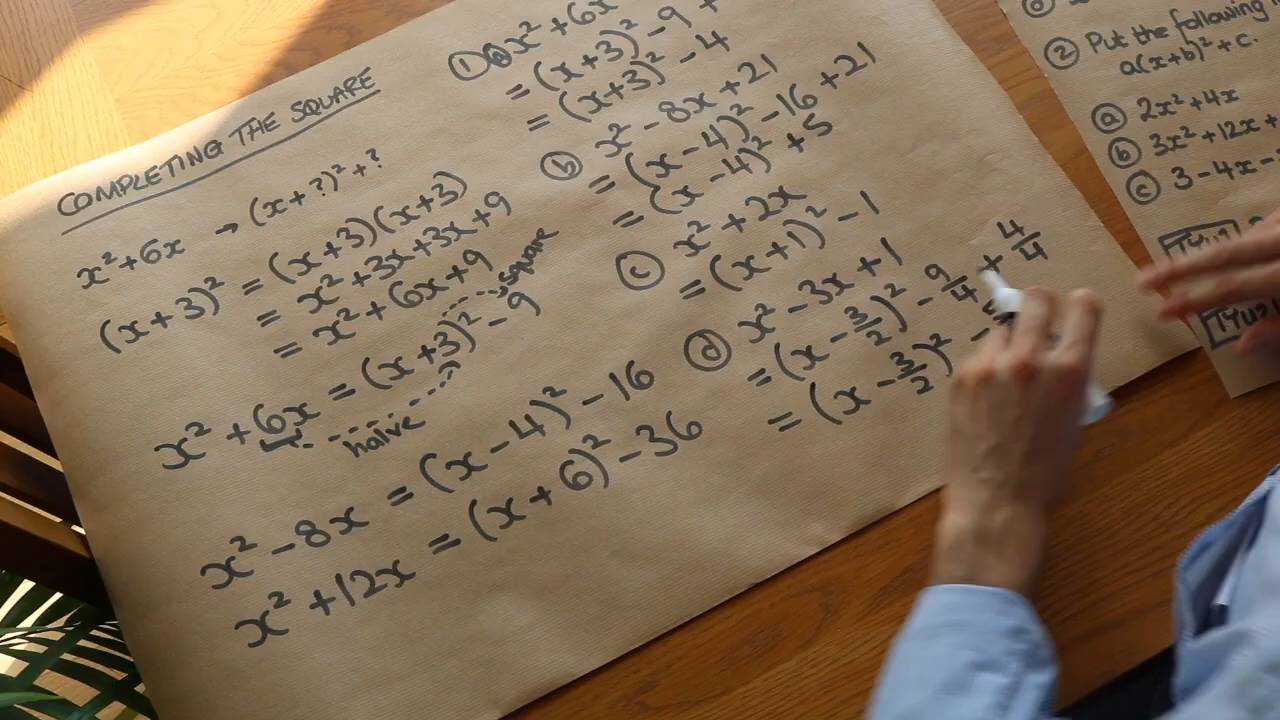 COMPLETING THE SQUARE
x² + 6x → (x + ?)² + ?
(x + 3)² = (x + 3)(x + 3)
= x² + 3x + 3x + 9
= x² + 6x + 9
square
x² + 6x = (x + 3)² - 9
halve
x² - 8x = (x - 4)² - 16
x² + 12x = (x + 6)² - 36
① ⓐ x² + 6x
= (x + 3)² - 9 +
= (x + 3)² - 4
ⓑ x² - 8x + 21
= (x - 4)² - 16 + 21
= (x - 4)² + 5
ⓒ x² + 2x
= (x + 1)² - 1
ⓓ x² - 3x + 1
= (x - 3/2)² - 9/4 + 4/4
= (x - 3/2)² -
② Put the following
a(x + b)² + c.
ⓐ 2x² + 4x
ⓑ 3x² + 12x +
ⓒ 3 - 4x -